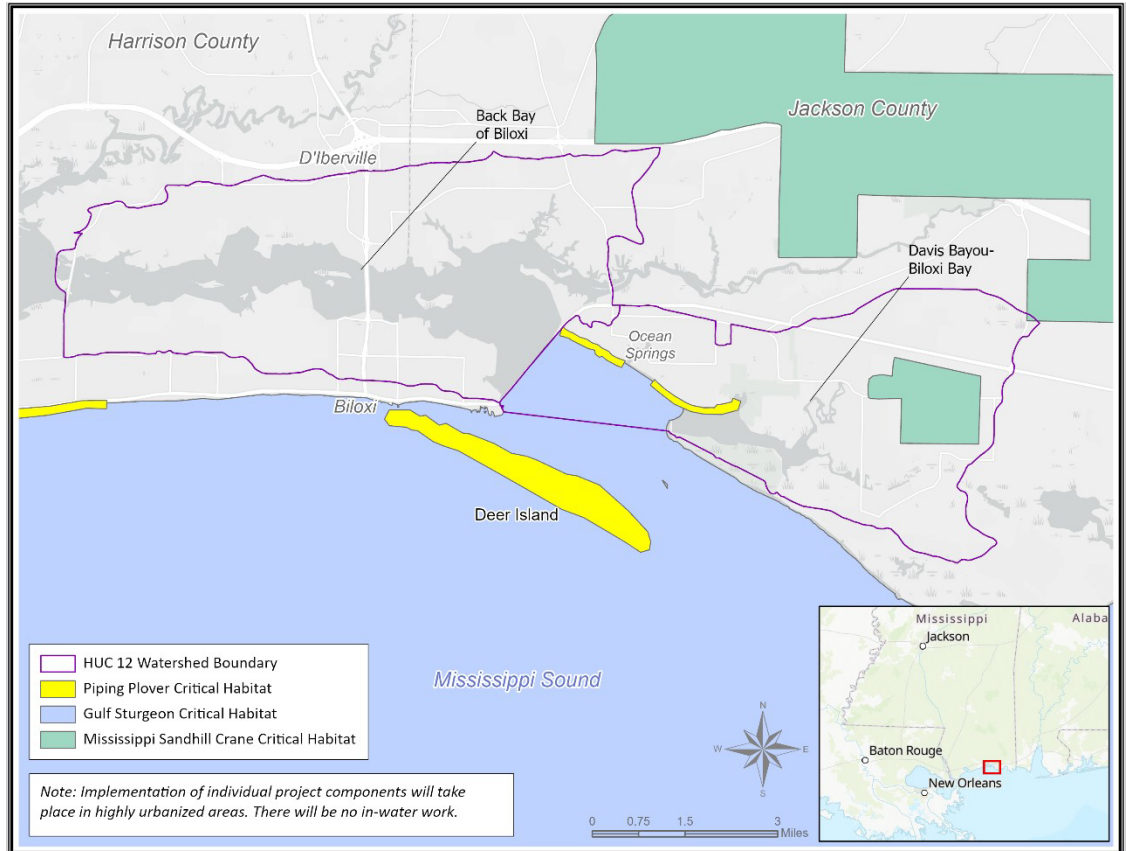 Harrison County
Jackson County
Back Bay
of Biloxi
D'Iberville
Davis Bayou-
Biloxi Bay
Ocean
Springs
Biloxi
Deer Island
Mississippi Sound
HUC 12 Watershed Boundary
Piping Plover Critical Habitat
Gulf Sturgeon Critical Habitat
Mississippi Sandhill Crane Critical Habitat
Note: Implementation of individual project components will take
place in highly urbanized areas. There will be no in-water work.
N
W E
S
0 0.75 1.5 3
Miles
Mississippi
Alaba
Jackson
Baton Rouge
New Orleans